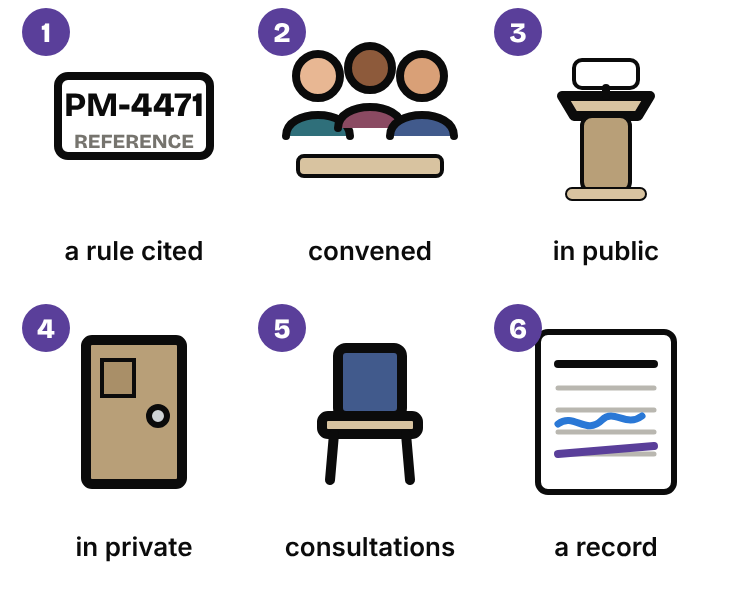 1
2
3
PM-4471
REFERENCE
a rule cited
convened
in public
4
5
6
in private
consultations
a record